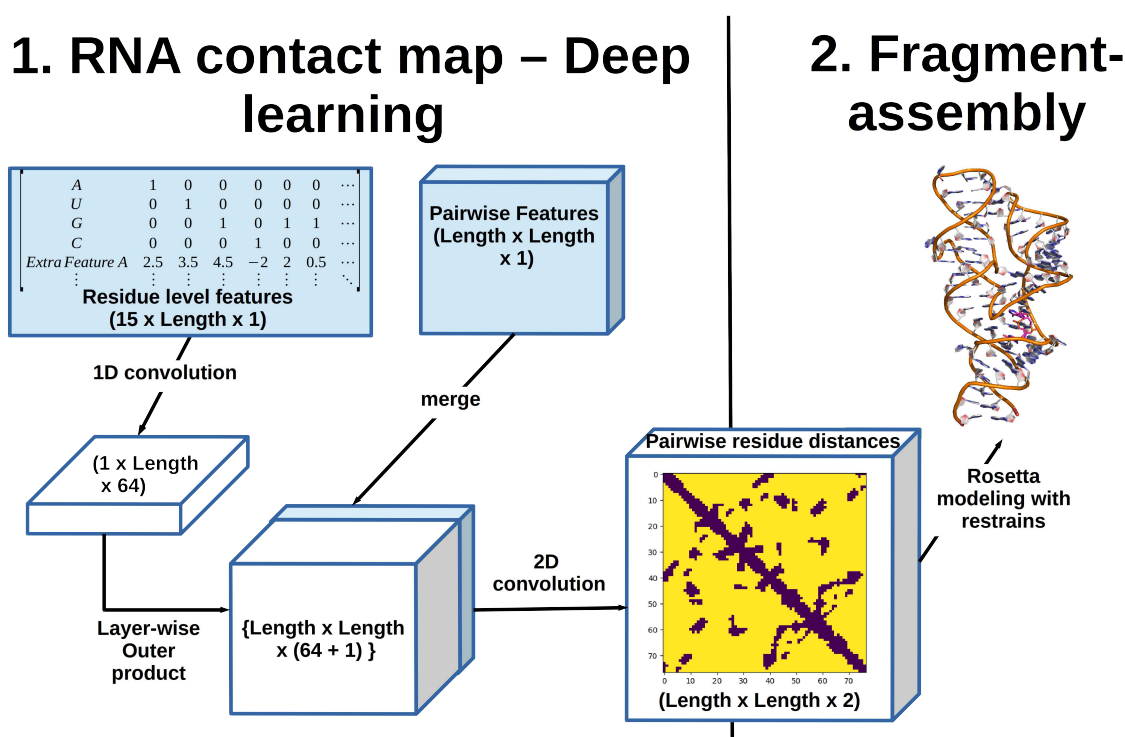 1. RNA contact map – Deep
learning
2. Fragment-
assembly
A 1 0 0 0 0 0 ⋯
U 0 1 0 0 0 0 ⋯
G 0 0 1 0 1 1 ⋯
C 0 0 0 1 0 0 ⋯
Extra Feature A 2.5 3.5 4.5 −2 2 0.5 ⋯
⋮ ⋮ ⋮ ⋮ ⋮ ⋮ ⋮ ⋱
Residue level features
(15 x Length x 1)
Pairwise Features
(Length x Length
x 1)
1D convolution
merge
(1 x Length
x 64)
Layer-wise
Outer
product
{Length x Length
x (64 + 1) }
2D
convolution
Pairwise residue distances
0
10
20
30
40
50
60
70
0 10 20 30 40 50 60 70
(Length x Length x 2)
Rosetta
modeling with
restrains